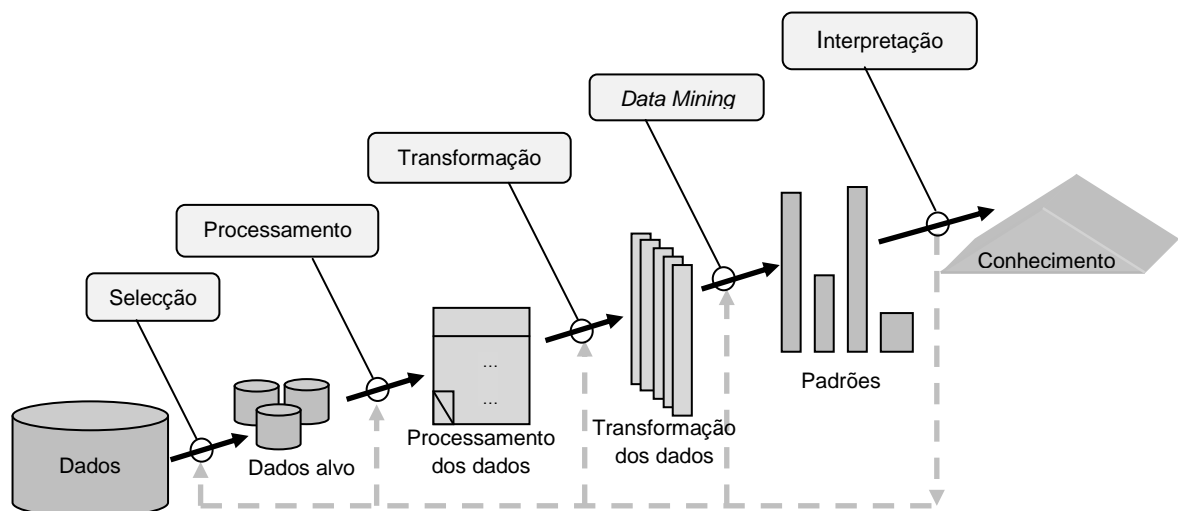 Interpretação
Data Mining
Transformação
Processamento
Selecção
Dados
Dados alvo
...
...
Processamento
dos dados
Transformação
dos dados
Padrões
Conhecimento